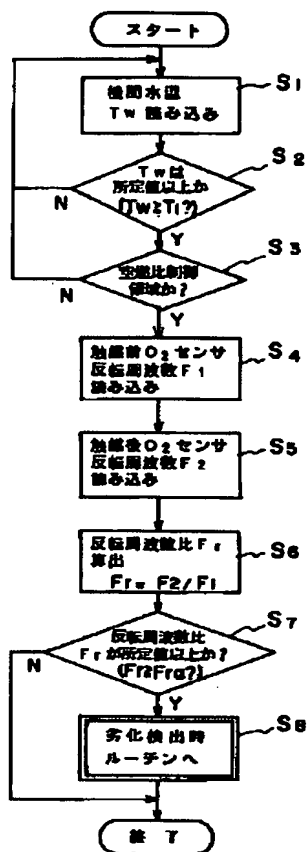 スタート
S1
機関水温
Tw 読み込み
S2
Twは
所定値以上か
(Tw≧T1?)
N
Y
S3
空燃比制御
領域か?
N
Y
S4
触媒前O2センサ
反転周波数F1
読み込み
S5
触媒後O2センサ
反転周波数F2
読み込み
S6
反転周波数比Fr
算出
Fr= F2/F1
S7
反転周波数比
Frが所定値以上か?
(Fr≧Fra?)
N
Y
S8
劣化検出時
ルーチンへ
終了